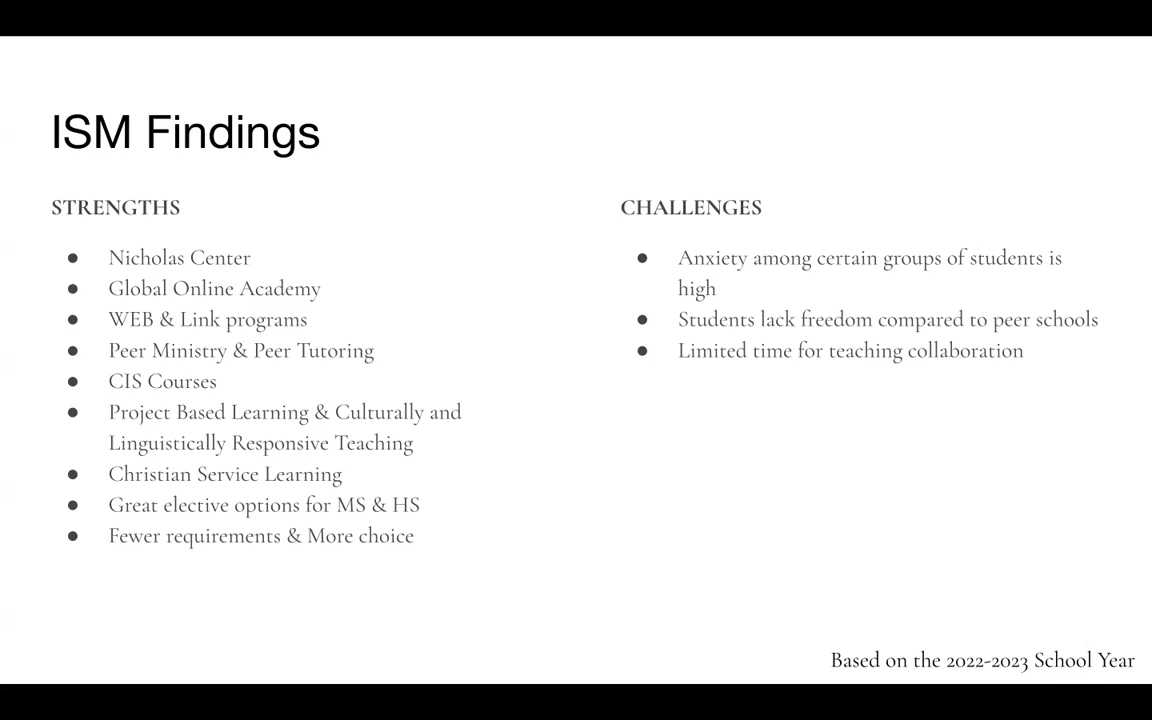 ISM Findings
STRENGTHS
● Nicholas Center
● Global Online Academy
● WEB & Link programs
● Peer Ministry & Peer Tutoring
● CIS Courses
● Project Based Learning & Culturally and
Linguistically Responsive Teaching
● Christian Service Learning
● Great elective options for MS & HS
● Fewer requirements & More choice
CHALLENGES
● Anxiety among certain groups of students is
high
● Students lack freedom compared to peer schools
● Limited time for teaching collaboration
Based on the 2022-2023 School Year